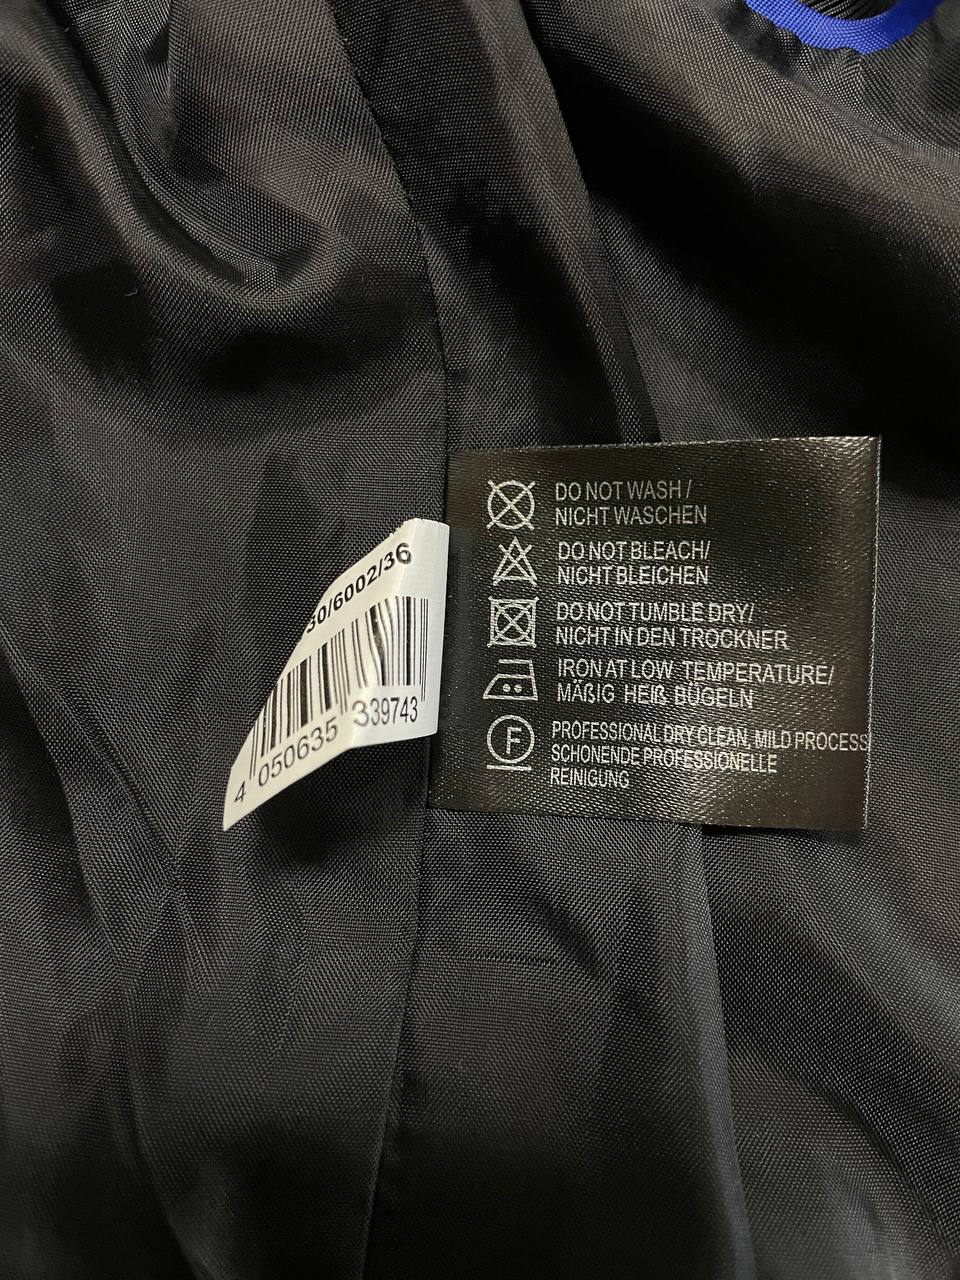 30/6002/36
4 050635 339743
DO NOT WASH /
NICHT WASCHEN
DO NOT BLEACH/
NICHT BLEICHEN
DO NOT TUMBLE DRY/
NICHT IN DEN TROCKNER
IRON AT LOW TEMPERATURE/
MÄßIG HEIß BÜGELN
F
PROFESSIONAL DRY CLEAN, MILD PROCESS
SCHONENDE PROFESSIONELLE
REINIGUNG